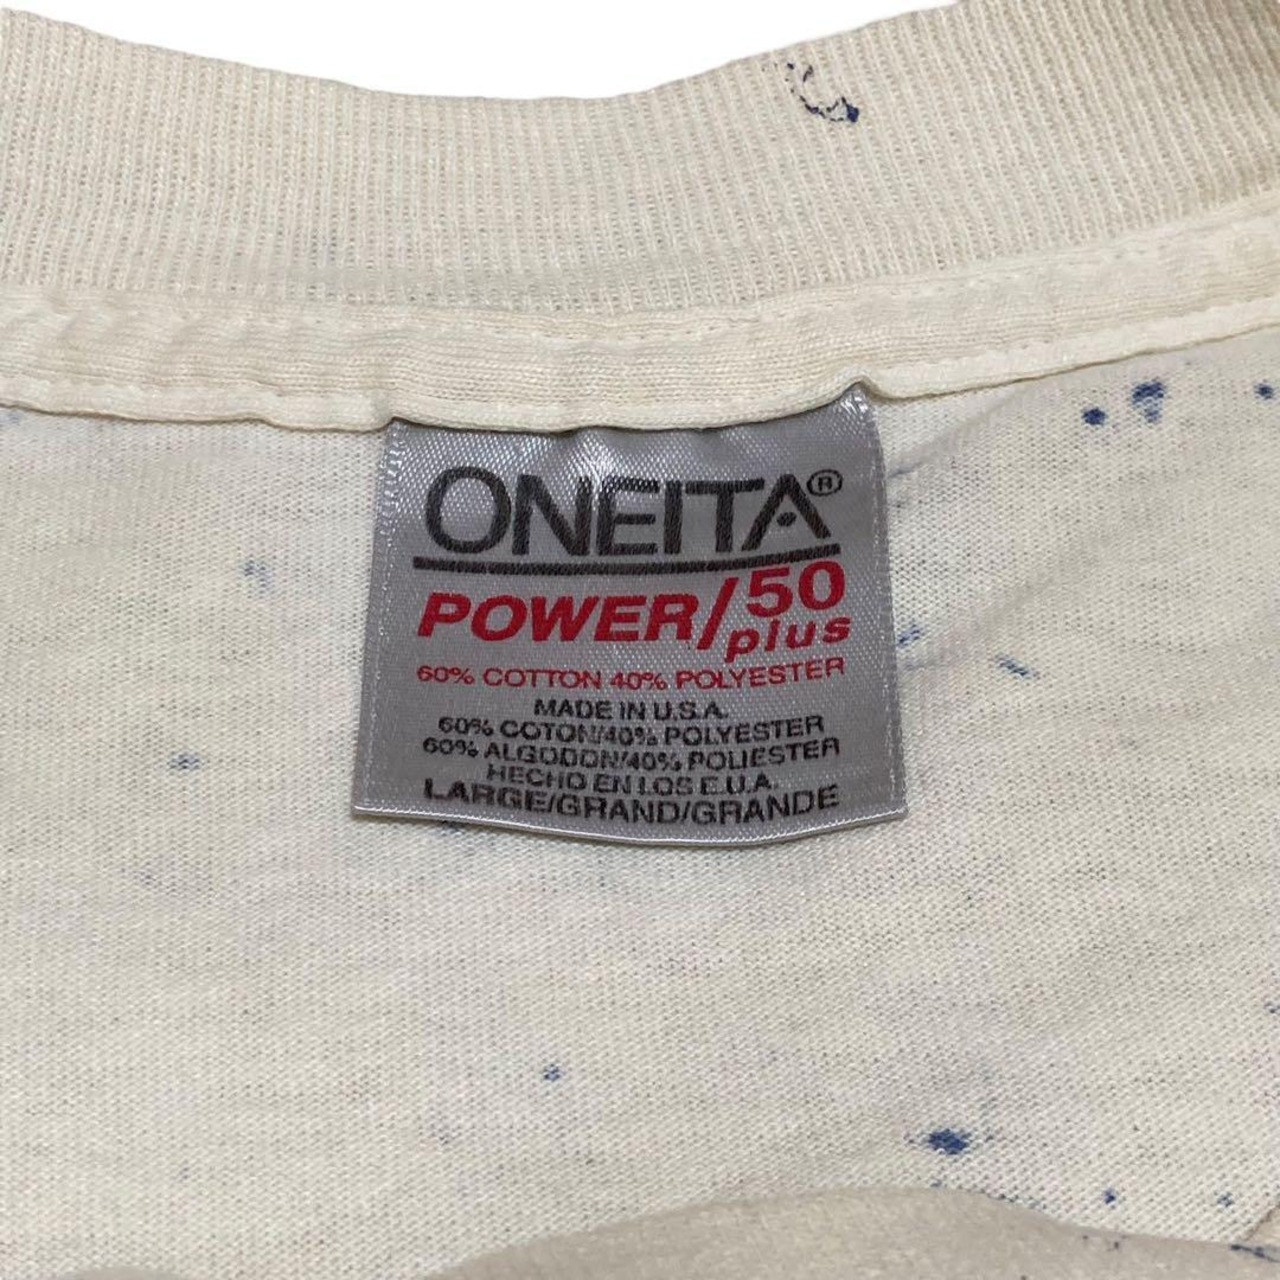 ONEITA®
POWER/50 plus
60% COTTON 40% POLYESTER
MADE IN U.S.A.
60% COTON/40% POLYESTER
60% ALGODON/40% POLIESTER
HECHO EN LOS E.U.A.
LARGE/GRAND/GRANDE